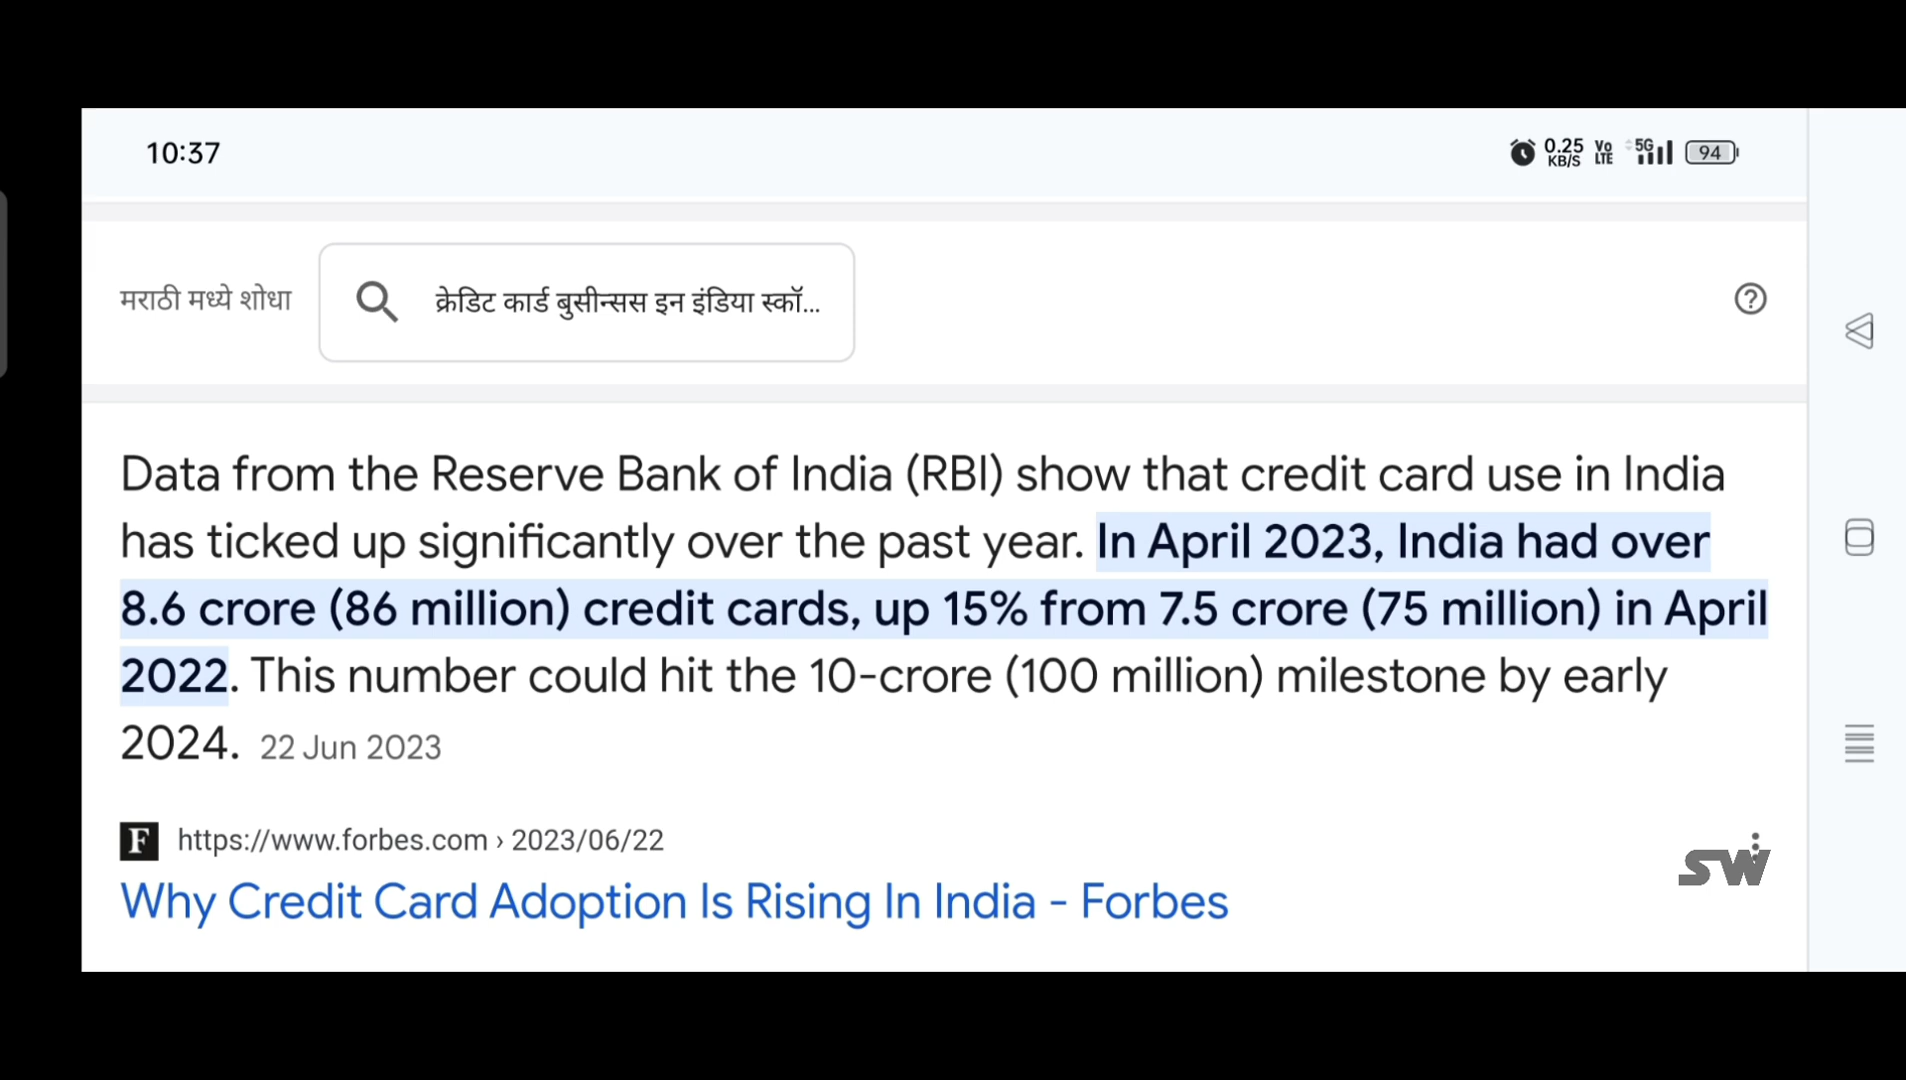 10:37
0.25 KB/S Vo LTE 5G 94
मराठी मध्ये शोधा
क्रेडिट कार्ड बुसीन्सस इन इंडिया स्कॉ...
Data from the Reserve Bank of India (RBI) show that credit card use in India
has ticked up significantly over the past year. In April 2023, India had over
8.6 crore (86 million) credit cards, up 15% from 7.5 crore (75 million) in April
2022. This number could hit the 10-crore (100 million) milestone by early
2024. 22 Jun 2023
F https://www.forbes.com › 2023/06/22
SW
Why Credit Card Adoption Is Rising In India - Forbes